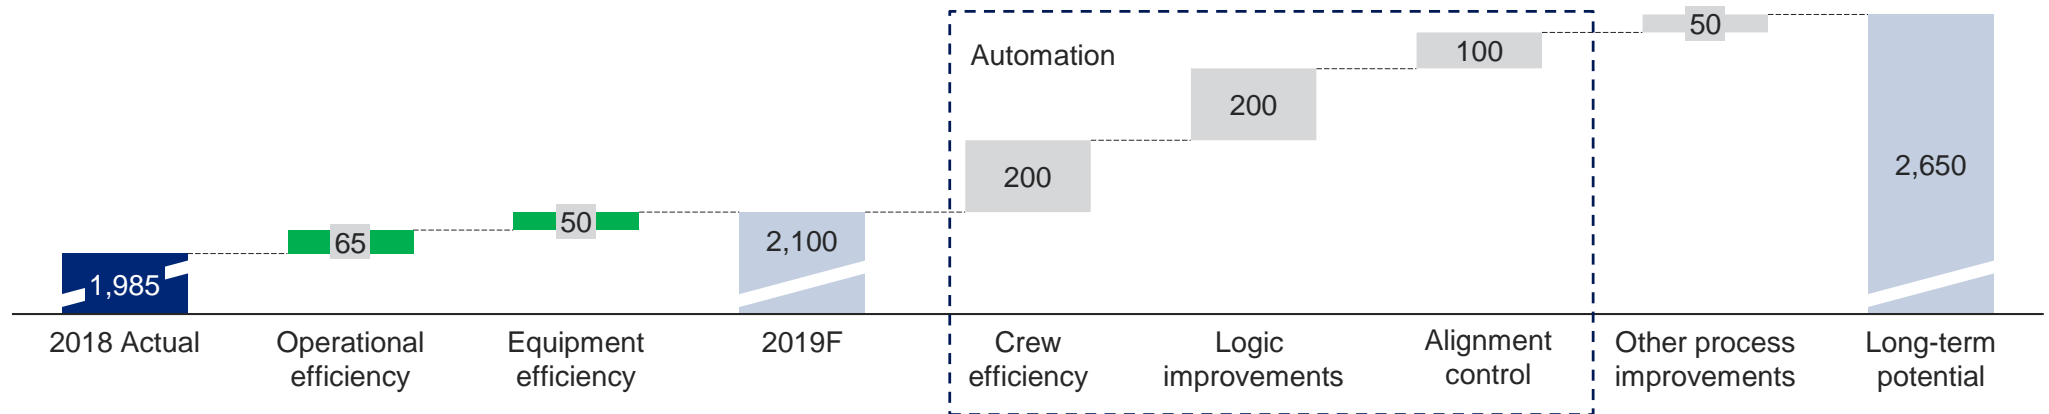 Automation
1,985
65
50
2,100
200
200
100
50
2,650
2018 Actual
Operational
efficiency
Equipment
efficiency
2019F
Crew
efficiency
Logic
improvements
Alignment
control
Other process
improvements
Long-term
potential